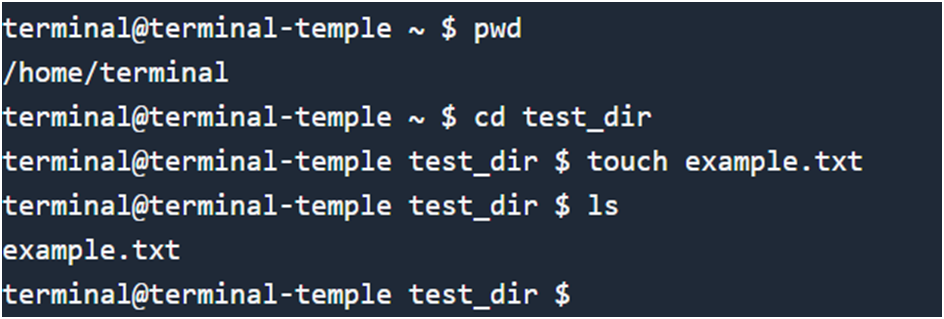 terminal@terminal-temple ~ $ pwd
/home/terminal
terminal@terminal-temple ~ $ cd test_dir
terminal@terminal-temple test_dir $ touch example.txt
terminal@terminal-temple test_dir $ ls
example.txt
terminal@terminal-temple test_dir $